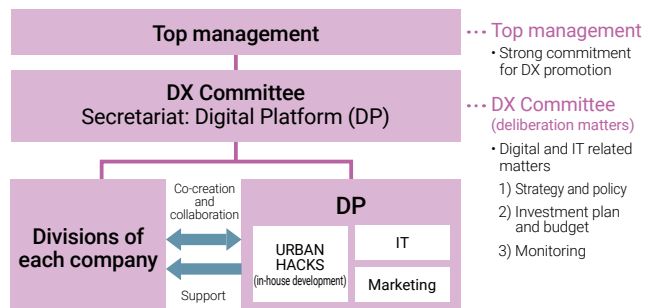 Top management
DX Committee
Secretariat: Digital Platform (DP)
Divisions of
each company
Co-creation
and
collaboration
Support
DP
URBAN
HACKS
(in-house development)
IT
Marketing
Top management
• Strong commitment
for DX promotion
DX Committee
(deliberation matters)
• Digital and IT related
matters
1) Strategy and policy
2) Investment plan
and budget
3) Monitoring